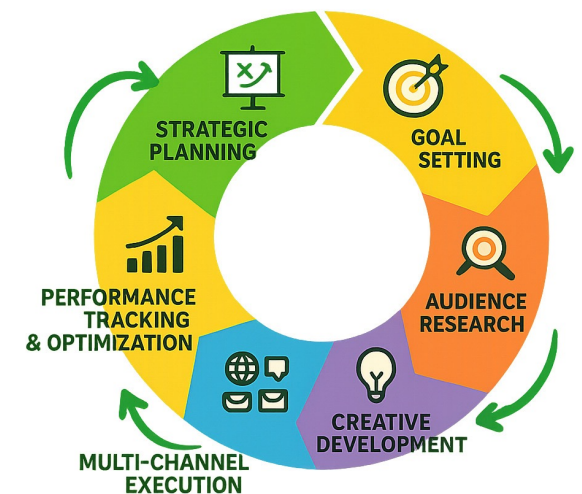 STRATEGIC
PLANNING
GOAL
SETTING
AUDIENCE
RESEARCH
CREATIVE
DEVELOPMENT
MULTI-CHANNEL
EXECUTION
PERFORMANCE
TRACKING
& OPTIMIZATION